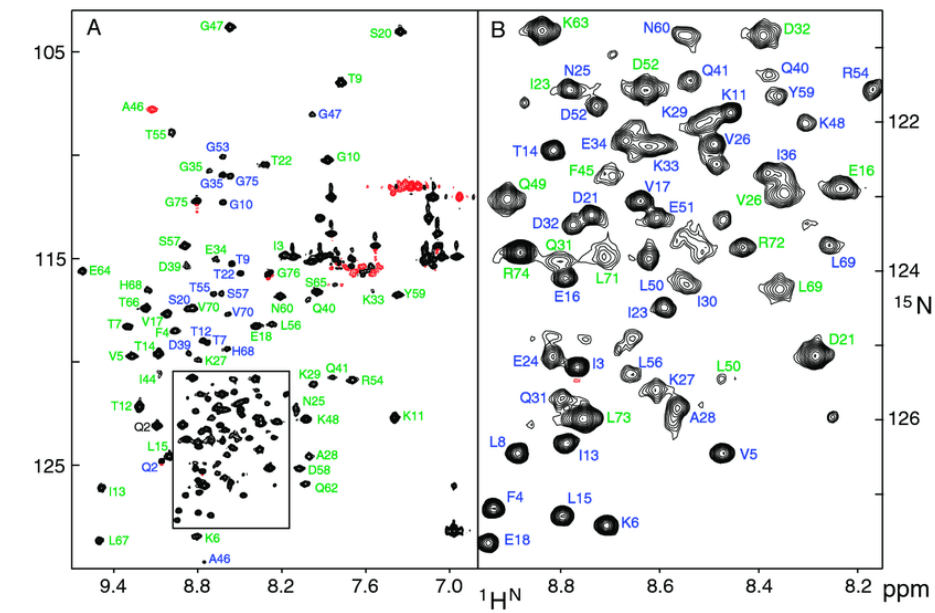 A
G47
S20
105
T9
A46
G47
T55
G53
T22
G10
G35
G35
G75
G75
G10
S57
E34
I3
T9
115
E64
D39
T22
G76
H68
T55
S57
S65
K33
Y59
T66
S20
V70
N60
Q40
V17
V70
T7
F4
T12
T7
E18
L56
T14
D39
H68
V5
K27
I44
K29
Q41
R54
N25
T12
K48
K11
Q2
L15
A28
Q2
D58
125
I13
Q62
L67
K6
A46
9.4
8.8
8.2
7.6
7.0
B
K63
N60
D32
N25
Q41
Q40
R54
I23
D52
K11
Y59
D52
K29
K48
122
E34
V26
T14
K33
I36
F45
E16
Q49
D21
V17
V26
D32
E51
Q31
R72
R74
L71
L50
L69
124
E16
I30
L69
I23
15N
D21
E24
I3
L56
L50
K27
Q31
L73
A28
126
L8
I13
V5
F4
L15
K6
E18
8.8
8.6
8.4
8.2
ppm
1HN